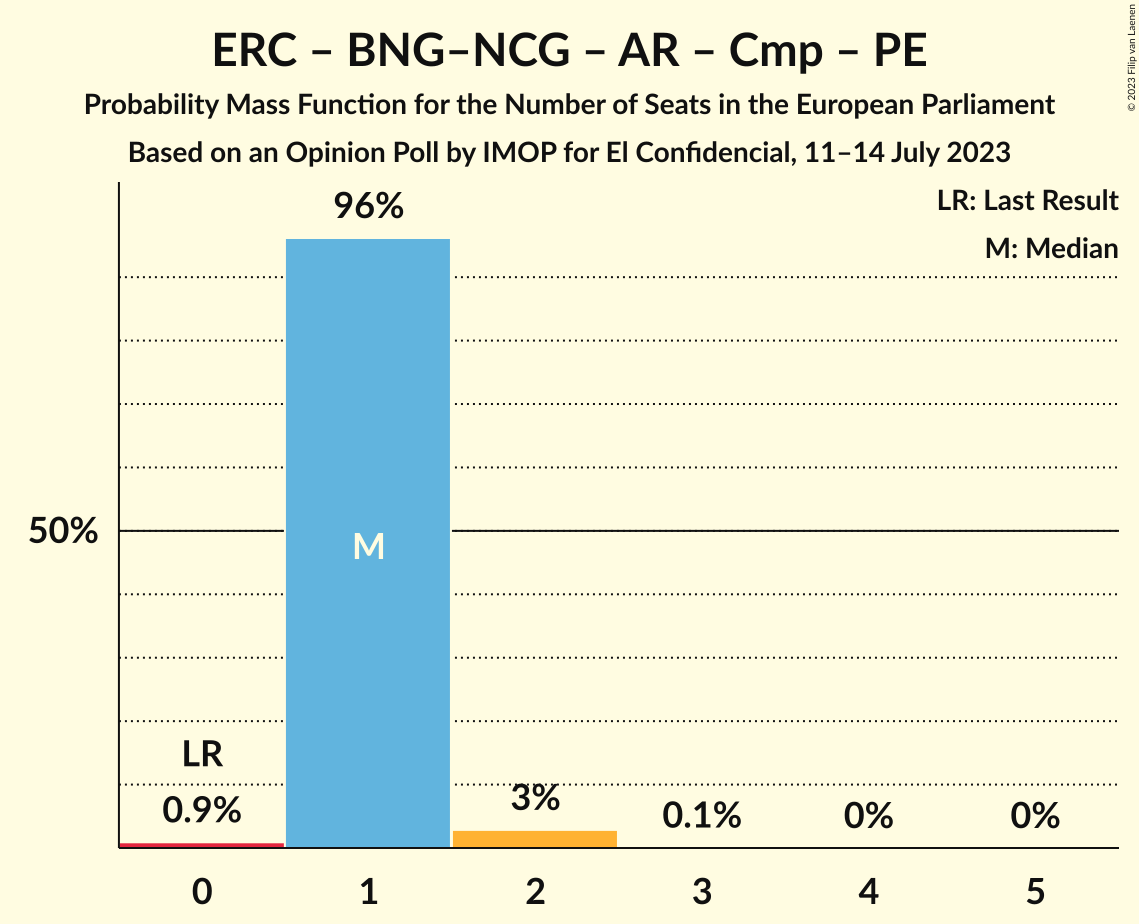 ERC – BNG–NCG – AR – Cmp – PE
Probability Mass Function for the Number of Seats in the European Parliament
Based on an Opinion Poll by IMOP for El Confidencial, 11–14 July 2023
© 2023 Filip van Laenen
LR: Last Result
M: Median
96%
50%
M
LR
0.9%
3%
0.1%
0%
0%
0 1 2 3 4 5